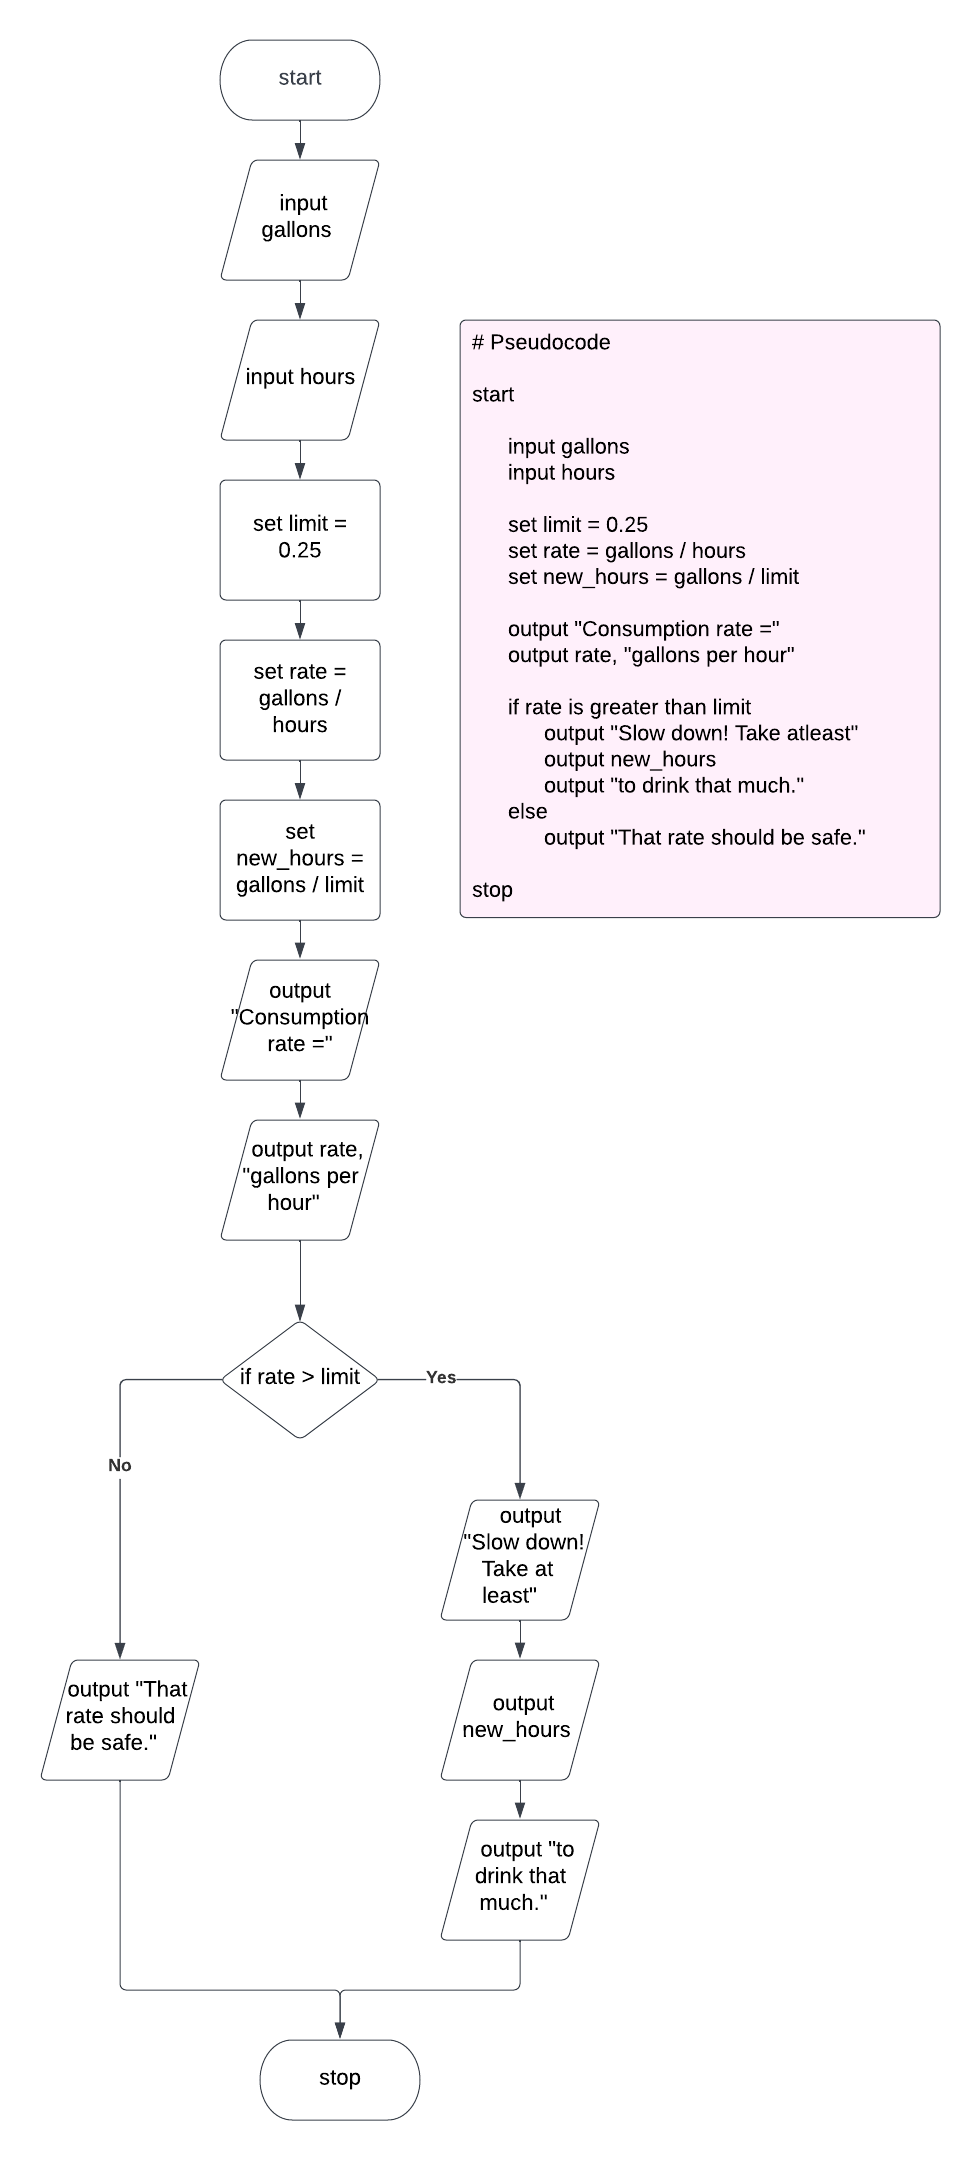 start
input
gallons
input hours
set limit =
0.25
set rate =
gallons /
hours
set
new_hours =
gallons / limit
output
"Consumption
rate ="
output rate,
"gallons per
hour"
if rate > limit
Yes
No
output
"Slow down!
Take at
least"
output
new_hours
output "to
drink that
much."
output "That
rate should
be safe."
stop
# Pseudocode
start
input gallons
input hours
set limit = 0.25
set rate = gallons / hours
set new_hours = gallons / limit
output "Consumption rate ="
output rate, "gallons per hour"
if rate is greater than limit
output "Slow down! Take atleast"
output new_hours
output "to drink that much."
else
output "That rate should be safe."
stop